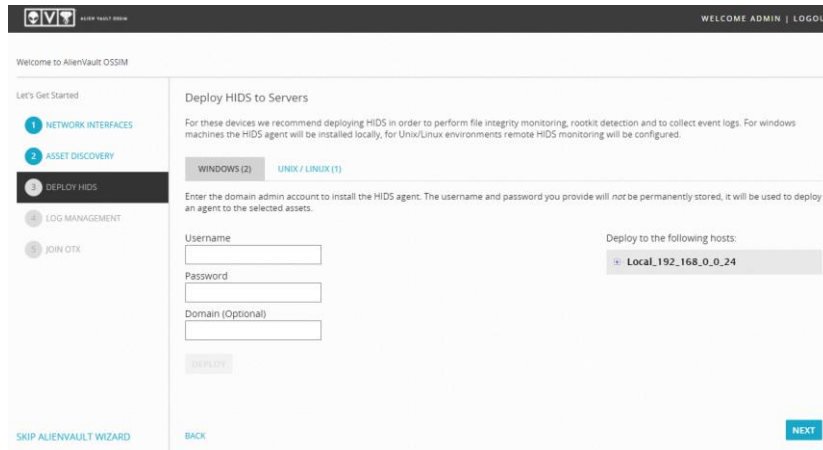 ALIEN VAULT OSSIM
WELCOME ADMIN | LOGOU
Welcome to AlienVault OSSIM
Let's Get Started
1 NETWORK INTERFACES
2 ASSET DISCOVERY
3 DEPLOY HIDS
4 LOG MANAGEMENT
5 JOIN OTX
SKIP ALIENVAULT WIZARD
Deploy HIDS to Servers
For these devices we recommend deploying HIDS in order to perform file integrity monitoring, rootkit detection and to collect event logs. For windows
machines the HIDS agent will be installed locally, for Unix/Linux environments remote HIDS monitoring will be configured.
WINDOWS (2) UNIX / LINUX (1)
Enter the domain admin account to install the HIDS agent. The username and password you provide will not be permanently stored, it will be used to deploy
an agent to the selected assets.
Username
Password
Domain (Optional)
DEPLOY
Deploy to the following hosts:
Local_192_168_0_0_24
BACK
NEXT